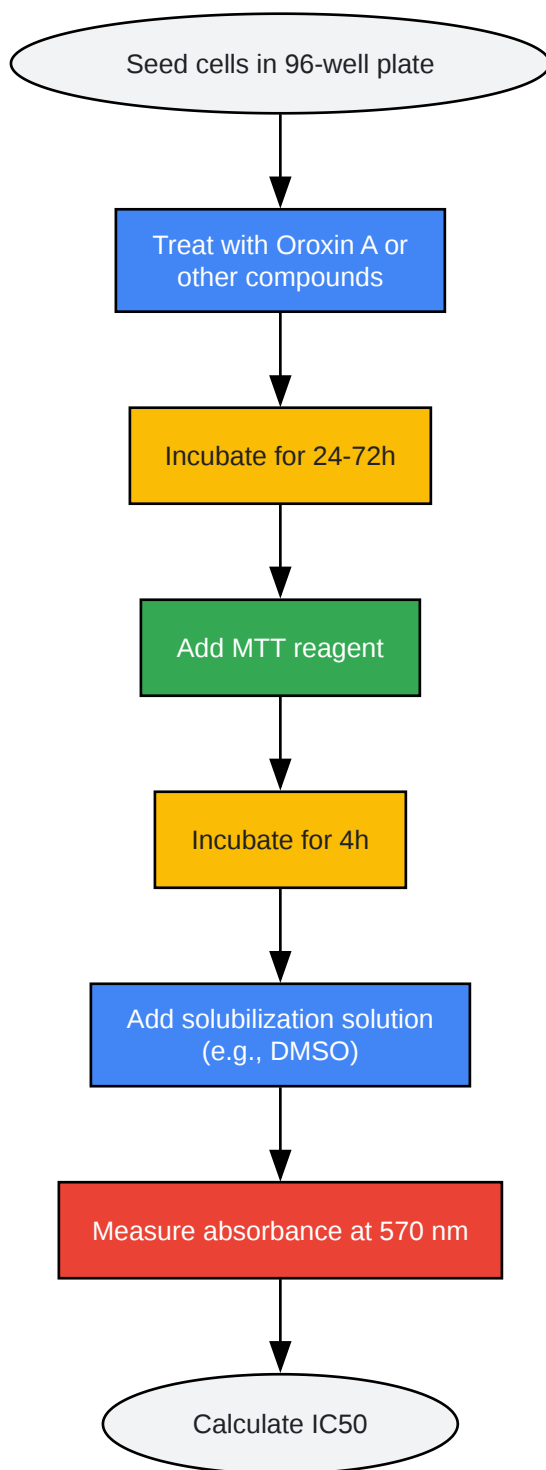 Seed cells in 96-well plate
Treat with Oroxin A or
other compounds
Incubate for 24-72h
Add MTT reagent
Incubate for 4h
Add solubilization solution
(e.g., DMSO)
Measure absorbance at 570 nm
Calculate IC50